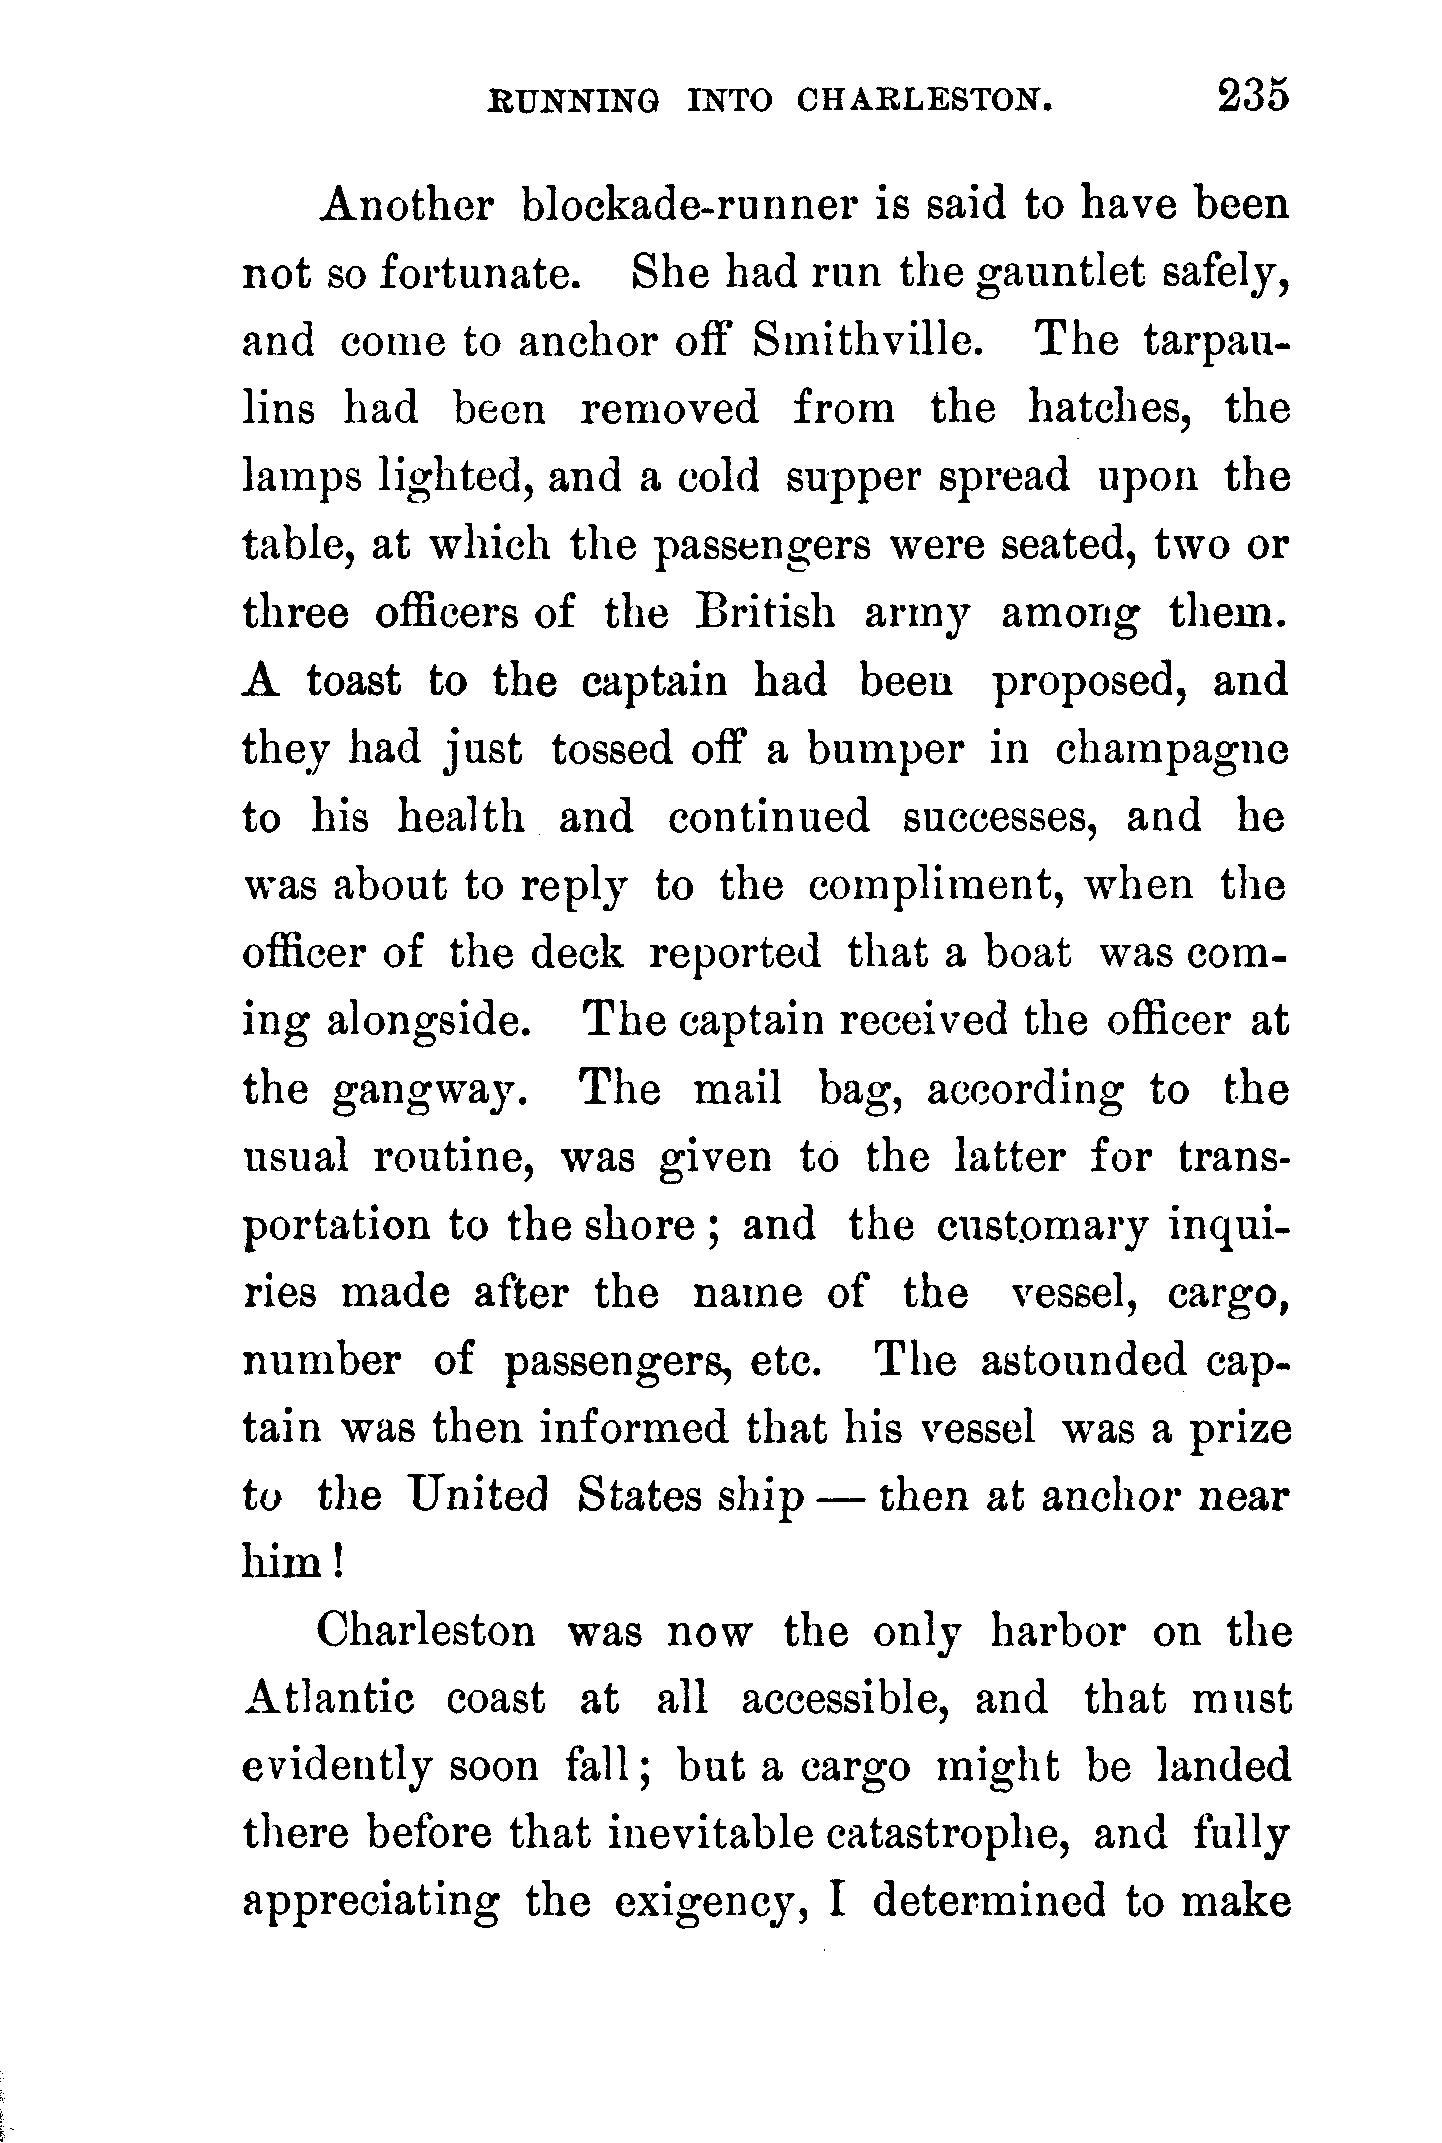 RUNNING INTO CHARLESTON. 235
Another blockade-runner is said to have been
not so fortunate. She had run the gauntlet safely,
and come to anchor off Smithville. The tarpau-
lins had been removed from the hatches, the
lamps lighted, and a cold supper spread upon the
table, at which the passengers were seated, two or
three officers of the British army among them.
A toast to the captain had been proposed, and
they had just tossed off a bumper in champagne
to his health and continued successes, and he
was about to reply to the compliment, when the
officer of the deck reported that a boat was com-
ing alongside. The captain received the officer at
the gangway. The mail bag, according to the
usual routine, was given to the latter for trans-
portation to the shore ; and the customary inqui-
ries made after the name of the vessel, cargo,
number of passengers, etc. The astounded cap-
tain was then informed that his vessel was a prize
to the United States ship — then at anchor near
him !
Charleston was now the only harbor on the
Atlantic coast at all accessible, and that must
evidently soon fall ; but a cargo might be landed
there before that inevitable catastrophe, and fully
appreciating the exigency, I determined to make